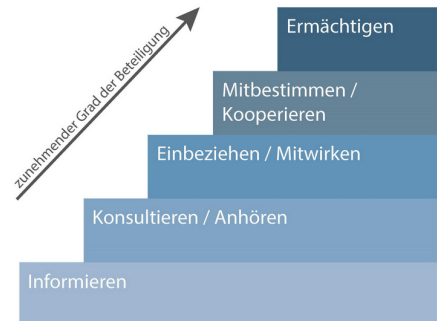 Ermächtigen
Mitbestimmen /
Kooperieren
Einbeziehen / Mitwirken
Konsultieren / Anhören
Informieren
zunehmender Grad der Beteiligung